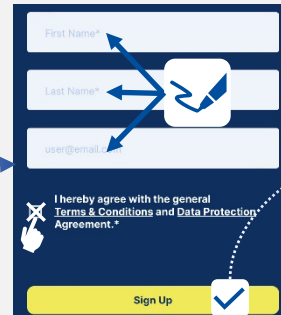 First Name*
Last Name*
user@email.com
I hereby agree with the general
Terms & Conditions and Data Protection
Agreement.*
Sign Up